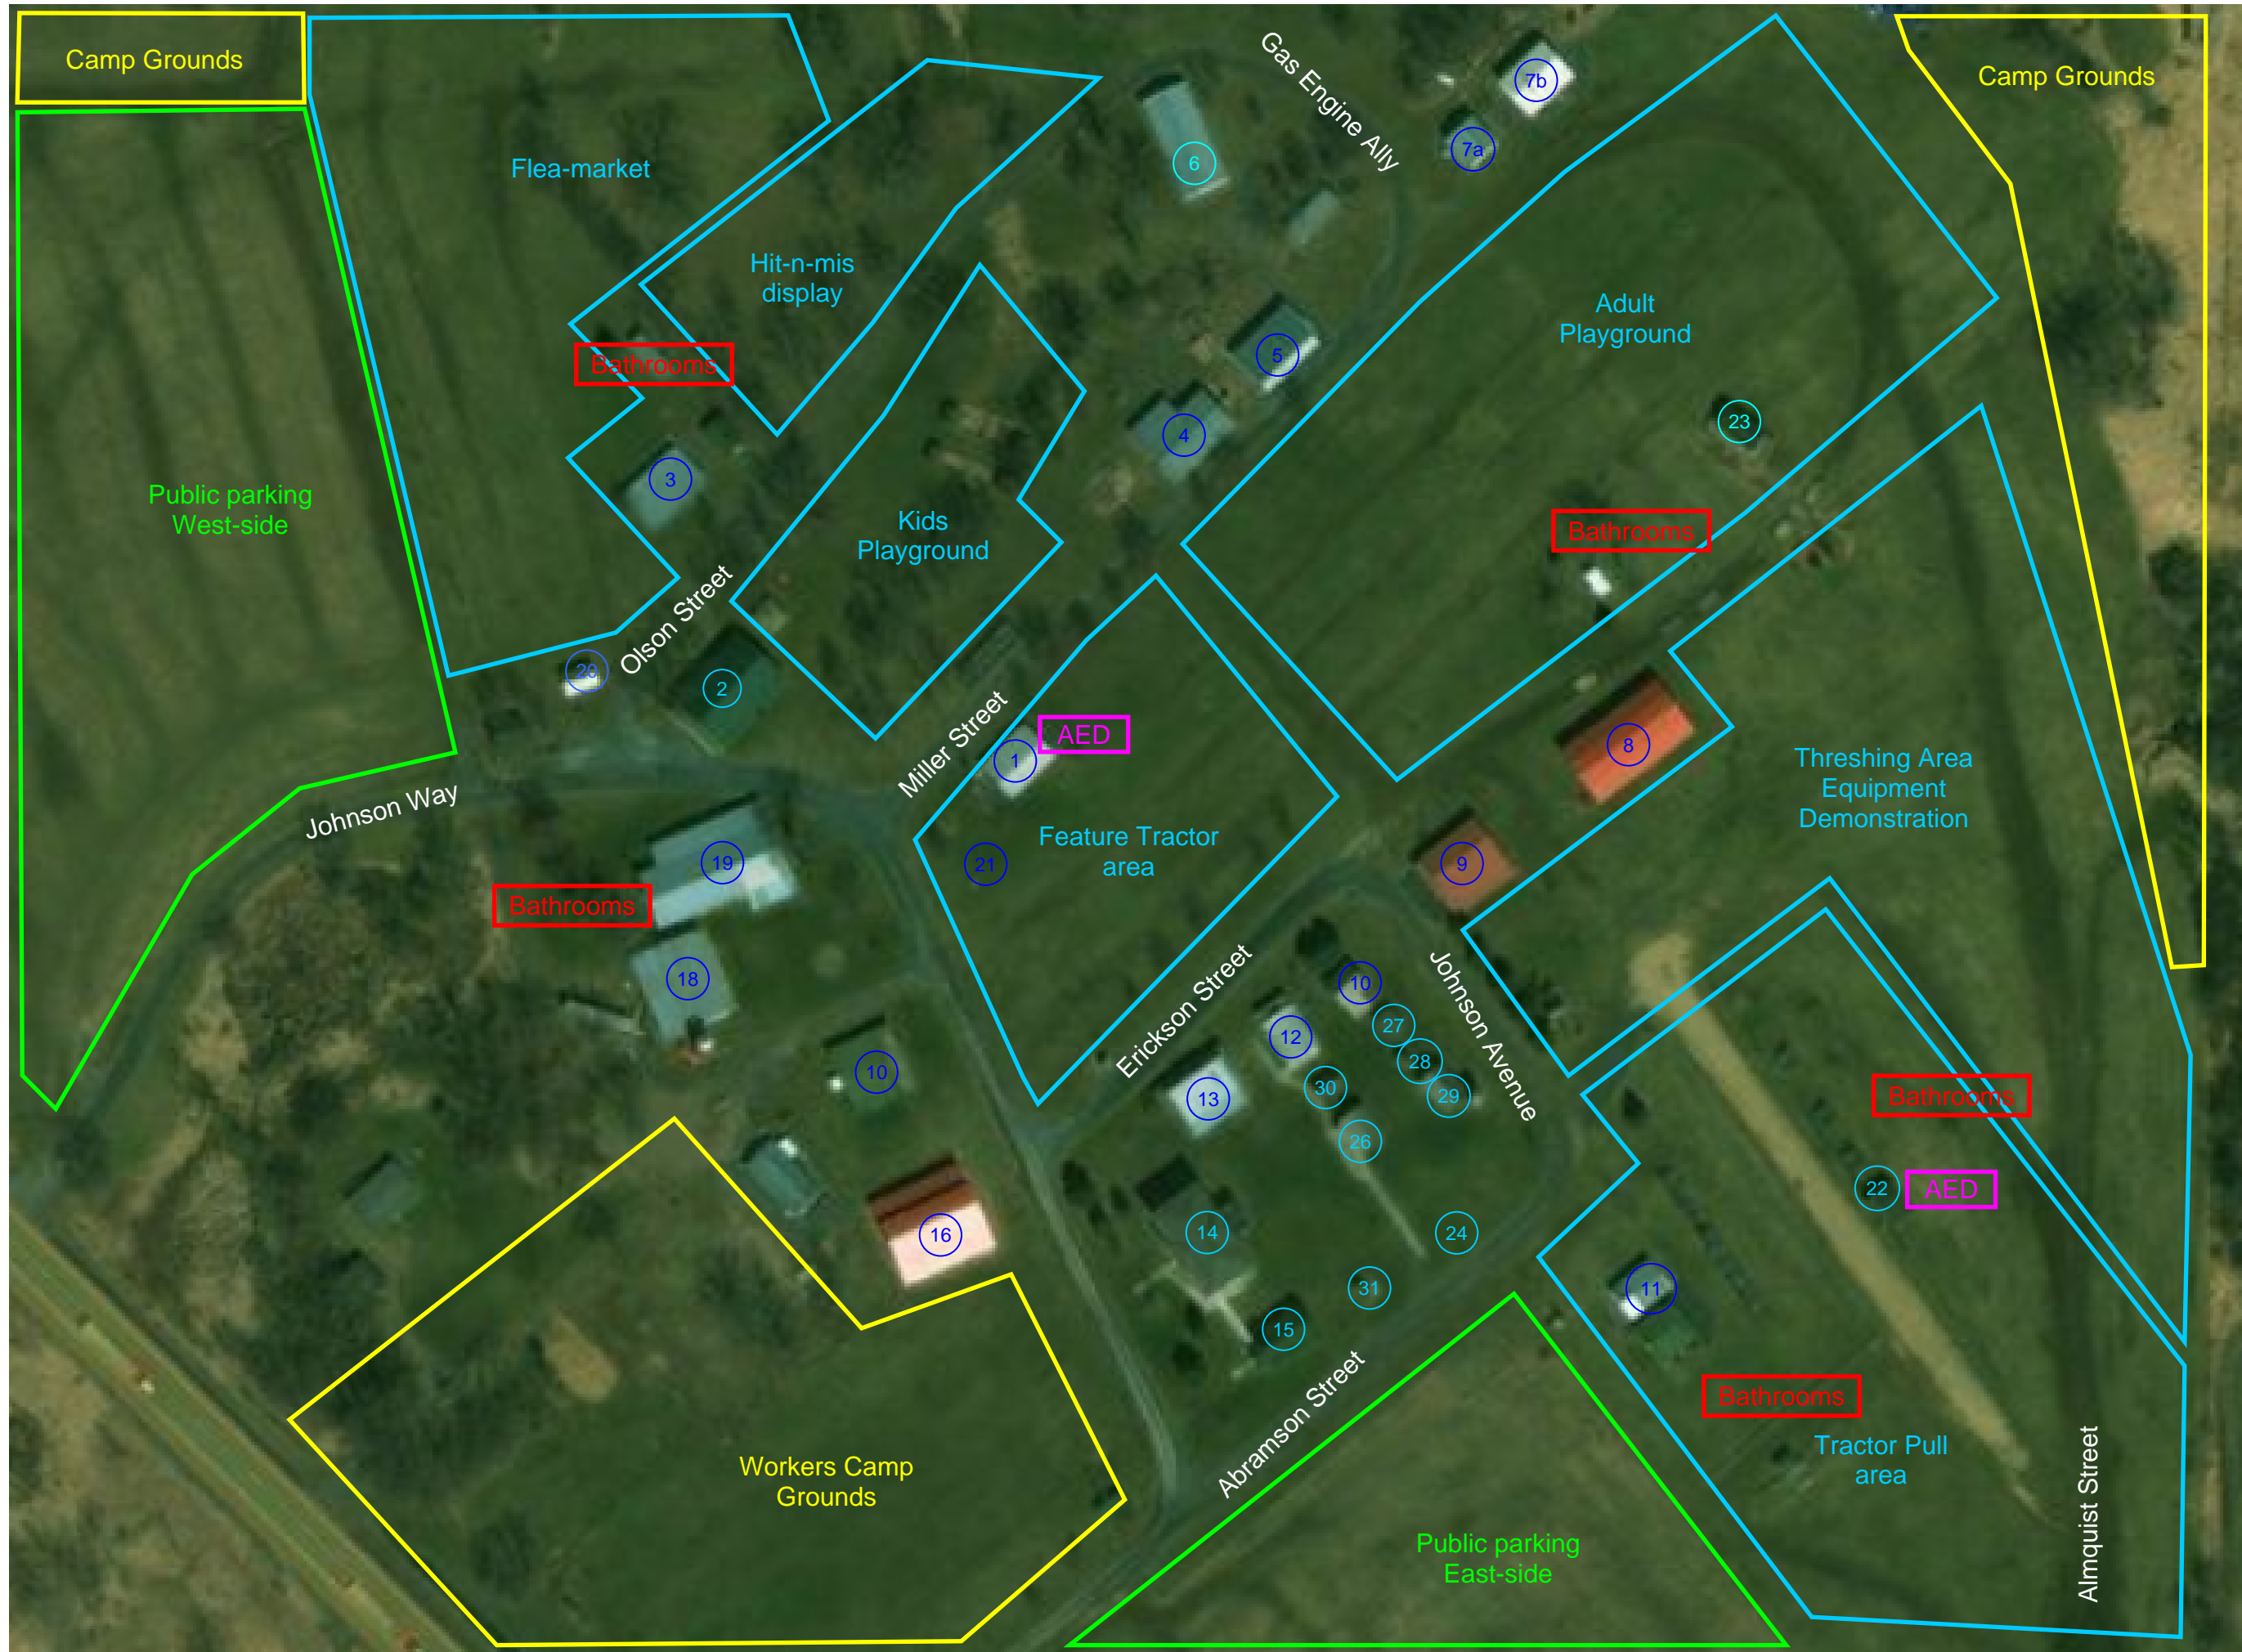 Camp Grounds
Gas Engine Ally
7b
Camp Grounds
7a
6
Flea-market
Hit-n-mis
display
Adult
Playground
Bathrooms
5
4
23
3
Public parking
West-side
Kids
Playground
Bathrooms
Olson Street
20
2
Miller Street
AED
1
8
Threshing Area
Equipment
Demonstration
Johnson Way
19
21
Feature Tractor
area
9
Bathrooms
18
Erickson Street
10
Johnson Avenue
12
27
28
29
30
13
10
Bathrooms
26
22
AED
16
14
24
31
11
15
Abramson Street
Bathrooms
Tractor Pull
area
Workers Camp
Grounds
Public parking
East-side
Almquist Street